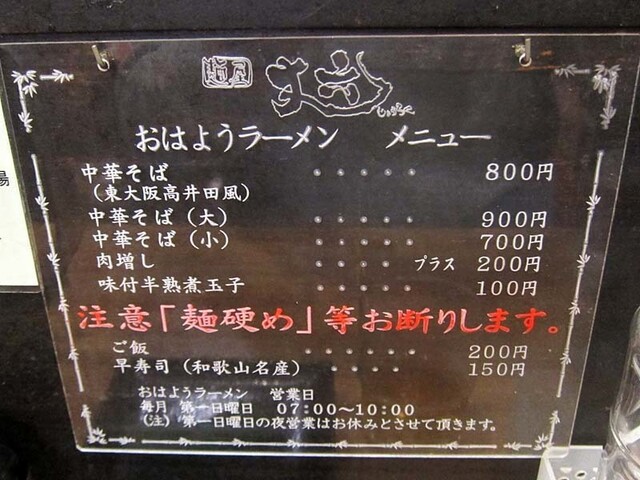 麺屋
おはようラーメン メニュー
中華そば ・・・・・ 800円
(東大阪高井田風)
中華そば(大) ・・・・・ 900円
中華そば(小) ・・・・・ 700円
肉増し ・・・・・ プラス 200円
味付半熟煮玉子 ・・・・・ 100円
注意「麺硬め」等お断りします。
ご飯 ・・・・・ 200円
早寿司(和歌山名産) ・・・・・ 150円
おはようラーメン 営業日
毎月 第一日曜日 07:00〜10:00
(注)第一日曜日の夜営業はお休みとさせて頂きます。
場